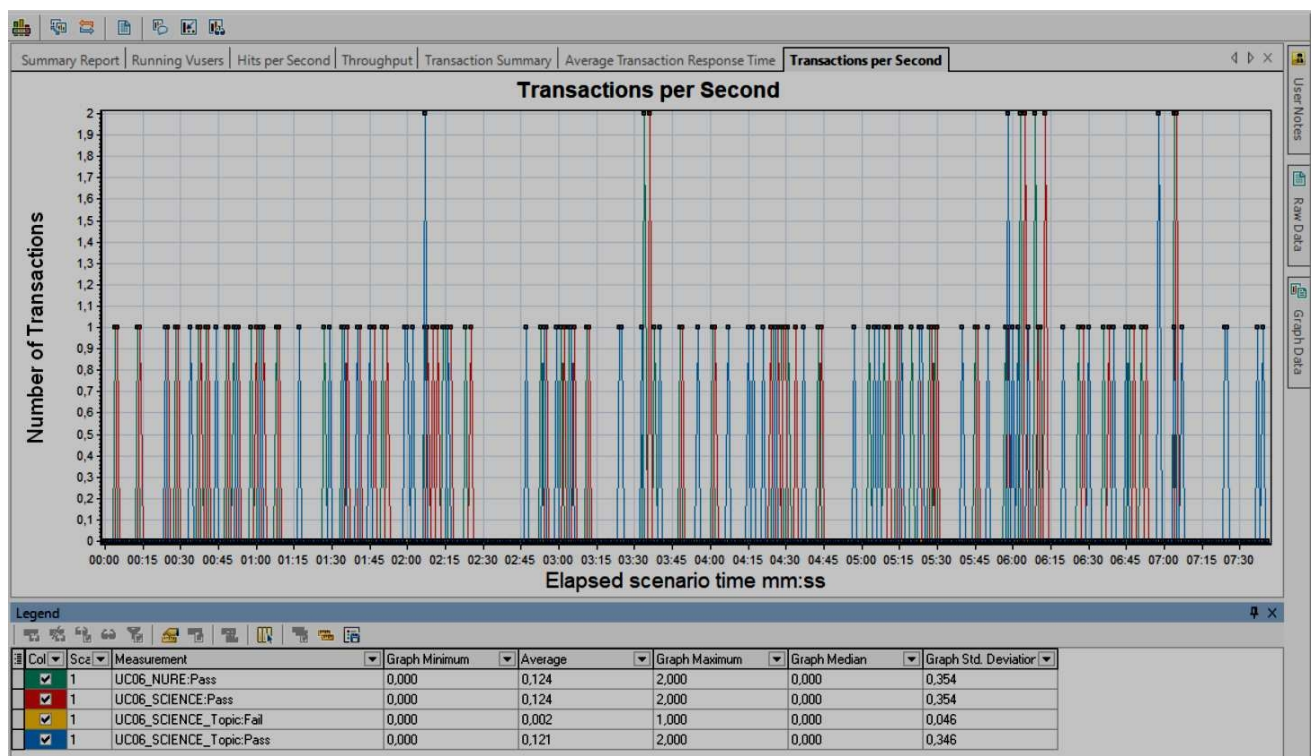 Summary Report Running Vusers Hits per Second Throughput Transaction Summary Average Transaction Response Time Transactions per Second
Transactions per Second
2
1,9
1,8
1,7
1,6
1,5
1,4
1,3
1,2
1,1
1
0,9
0,8
0,7
0,6
0,5
0,4
0,3
0,2
0,1
0
Number of Transactions
00:00 00:15 00:30 00:45 01:00 01:15 01:30 01:45 02:00 02:15 02:30 02:45 03:00 03:15 03:30 03:45 04:00 04:15 04:30 04:45 05:00 05:15 05:30 05:45 06:00 06:15 06:30 06:45 07:00 07:15 07:30
Elapsed scenario time mm:ss
User Notes
Raw Data
Graph Data
Legend
Col Sca Measurement Graph Minimum Average Graph Maximum Graph Median Graph Std. Deviation
1 UC06_NURE:Pass 0,000 0,124 2,000 0,000 0,354
1 UC06_SCIENCE:Pass 0,000 0,124 2,000 0,000 0,354
1 UC06_SCIENCE_Topic:Fail 0,000 0,002 1,000 0,000 0,046
1 UC06_SCIENCE_Topic:Pass 0,000 0,121 2,000 0,000 0,346